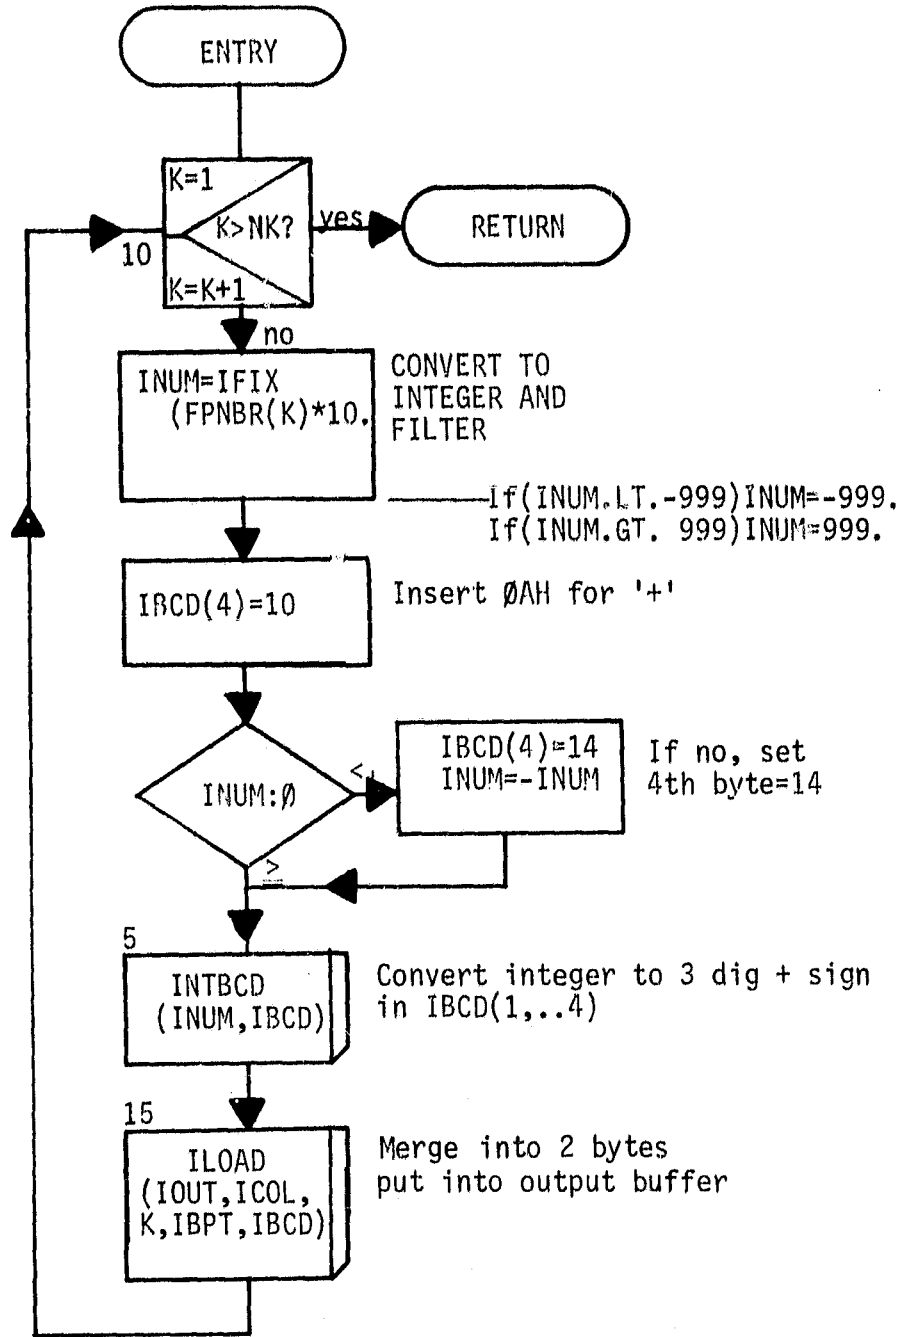 ENTRY
K=1
K>NK?
yes
RETURN
10
K=K+1
no
INUM=IFIX
(FPNBR(K)*10.
CONVERT TO
INTEGER AND
FILTER
If(INUM.LT.-999)INUM=-999.
If(INUM.GT. 999)INUM=999.
IBCD(4)=10
Insert ØAH for '+'
INUM:Ø
<
IBCD(4)=14
INUM=-INUM
If no, set
4th byte=14
≥
5
INTBCD
(INUM,IBCD)
Convert integer to 3 dig + sign
in IBCD(1,..4)
15
ILOAD
(IOUT,ICOL,
K,IBPT,IBCD)
Merge into 2 bytes
put into output buffer